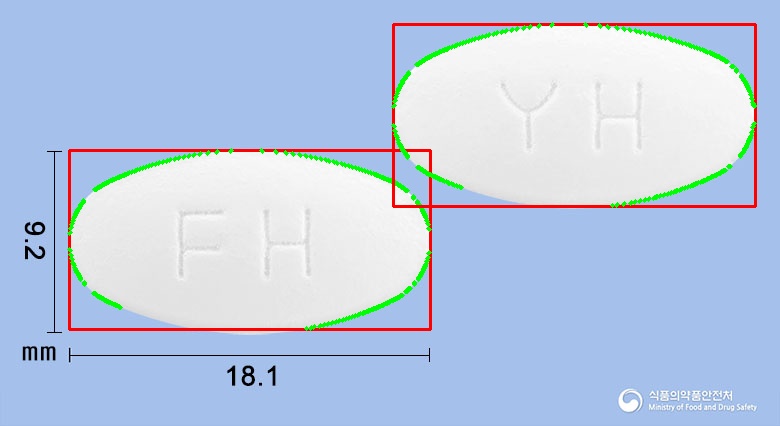 YH
FH
9.2
mm
18.1
식품의약품안전처
Ministry of Food and Drug Safety